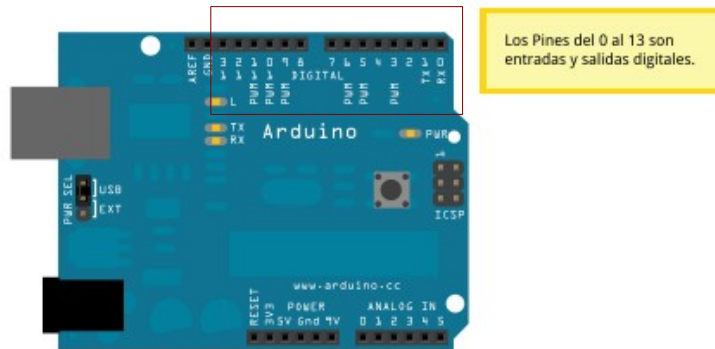 Los Pines del 0 al 13 son
entradas y salidas digitales.
AREF
GND
13
12
11
10
9
8
7
6
5
4
3
2
1
0
DIGITAL
TX
RX
PWM
PWM
PWM
PWM
PWM
PWM
L
TX
RX
Arduino
PWR
1
ICSP
PWR SEL
USB
EXT
www.arduino.cc
POWER
ANALOG IN
RESET
3V3
5V Gnd 9V
0 1 2 3 4 5